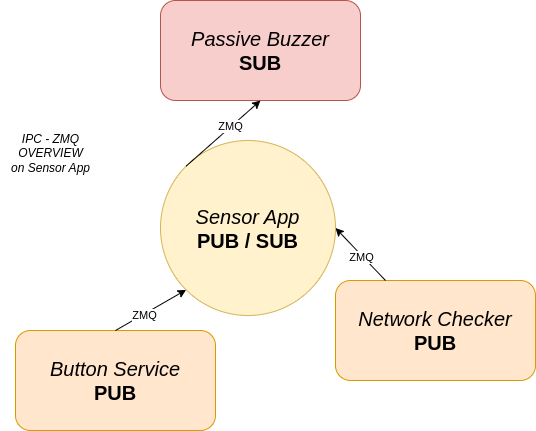 Passive Buzzer
SUB
ZMQ
IPC - ZMQ
OVERVIEW
on Sensor App
Sensor App
PUB / SUB
ZMQ
Network Checker
PUB
ZMQ
Button Service
PUB